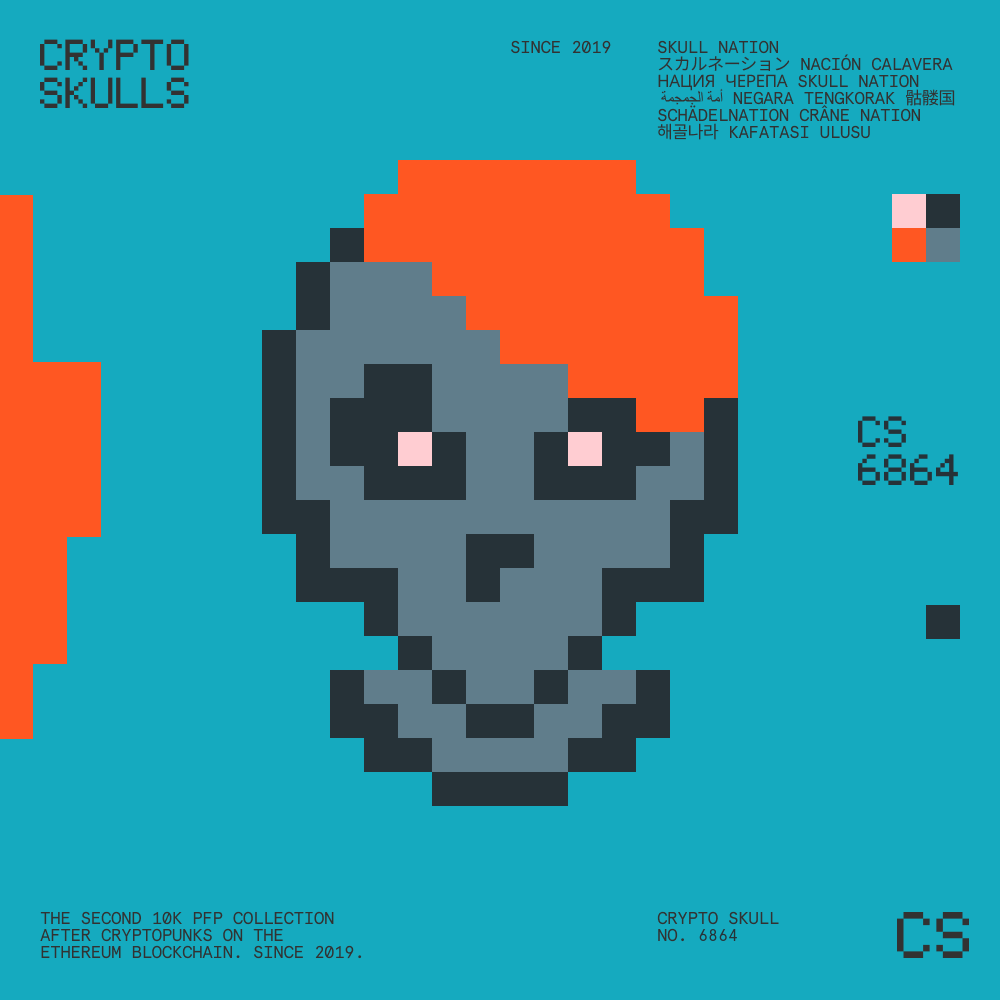 CRYPTO
SKULLS
SINCE 2019
SKULL NATION
スカルネーション NACIÓN CALAVERA
НАЦИЯ ЧЕРЕПА SKULL NATION
أمة الجمجمة NEGARA TENGKORAK 骷髅国
SCHÄDELNATION CRÂNE NATION
해골나라 KAFATASI ULUSU
CS
6864
THE SECOND 10K PFP COLLECTION
AFTER CRYPTOPUNKS ON THE
ETHEREUM BLOCKCHAIN. SINCE 2019.
CRYPTO SKULL
NO. 6864
CS